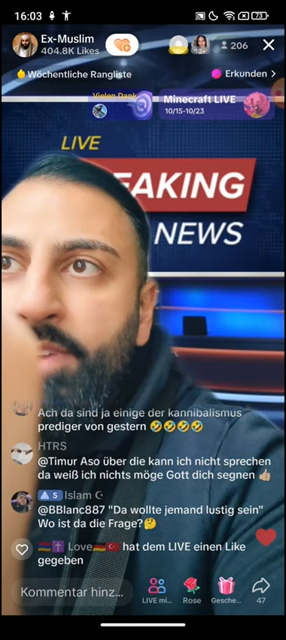 16:03
73
Ex-Muslim
404.8K Likes
206
Wöchentliche Rangliste
Erkunden >
Vielen Dank
Minecraft LIVE
10/15-10/23
LIVE
EAKING
NEWS
Ach da sind ja einige der kannibalismus
prediger von gestern 🤣🤣🤣🤣
HTRS
@Timur Aso über die kann ich nicht sprechen
da weiß ich nichts möge Gott dich segnen 👍🏼
5 Islam ☪
@BBlanc887 "Da wollte jemand lustig sein"
Wo ist da die Frage?🤔
🇦🇲✝️ Love🇩🇪🇹🇷 hat dem LIVE einen Like
gegeben
Kommentar hinz...
LIVE mi...
Rose
Gesche...
47